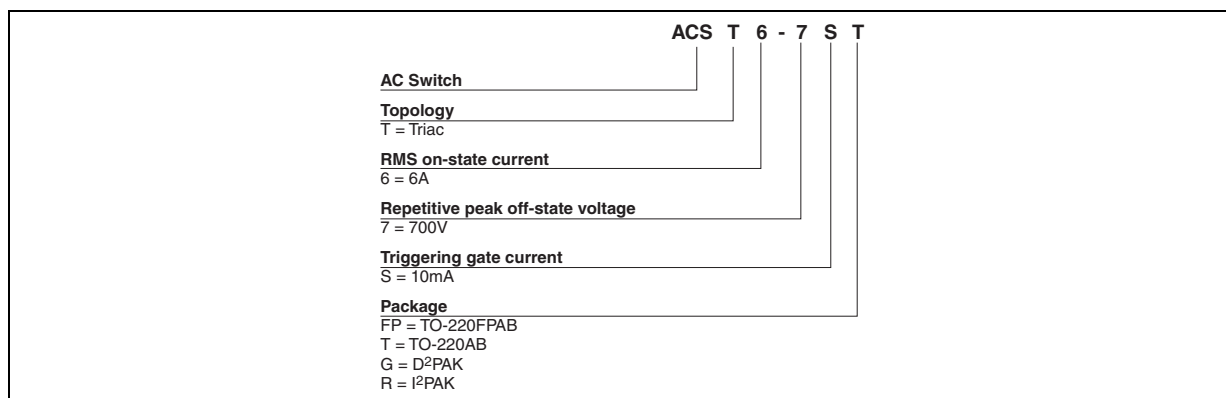 ACS T 6 - 7 S T
AC Switch
Topology
T = Triac
RMS on-state current
6 = 6A
Repetitive peak off-state voltage
7 = 700V
Triggering gate current
S = 10mA
Package
FP = TO-220FPAB
T = TO-220AB
G = D²PAK
R = I²PAK